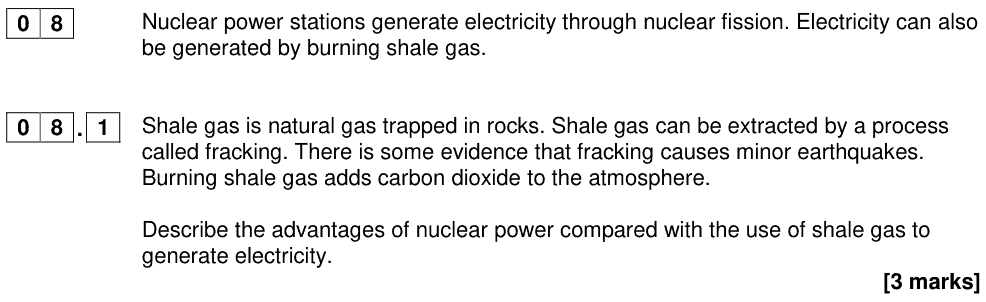 0 8 Nuclear power stations generate electricity through nuclear fission. Electricity can also
be generated by burning shale gas.
0 8 . 1 Shale gas is natural gas trapped in rocks. Shale gas can be extracted by a process
called fracking. There is some evidence that fracking causes minor earthquakes.
Burning shale gas adds carbon dioxide to the atmosphere.
Describe the advantages of nuclear power compared with the use of shale gas to
generate electricity.
[3 marks]